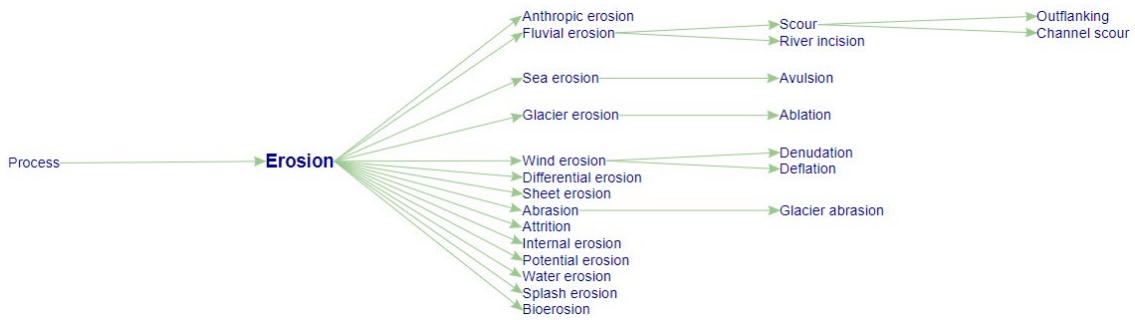 Anthropic erosion
Fluvial erosion
Scour
River incision
Outflanking
Channel scour
Sea erosion
Avulsion
Glacier erosion
Ablation
Process
Erosion
Wind erosion
Denudation
Deflation
Differential erosion
Sheet erosion
Abrasion
Glacier abrasion
Attrition
Internal erosion
Potential erosion
Water erosion
Splash erosion
Bioerosion